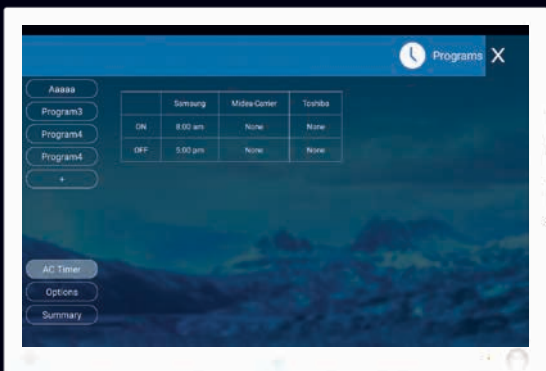 Programs X
Aaaaa
Program3
Program4
Program4
+
Samsung Midea-Carrier Toshiba
ON 8:00 am None None
OFF 5:00 pm None None
AC Timer
Options
Summary